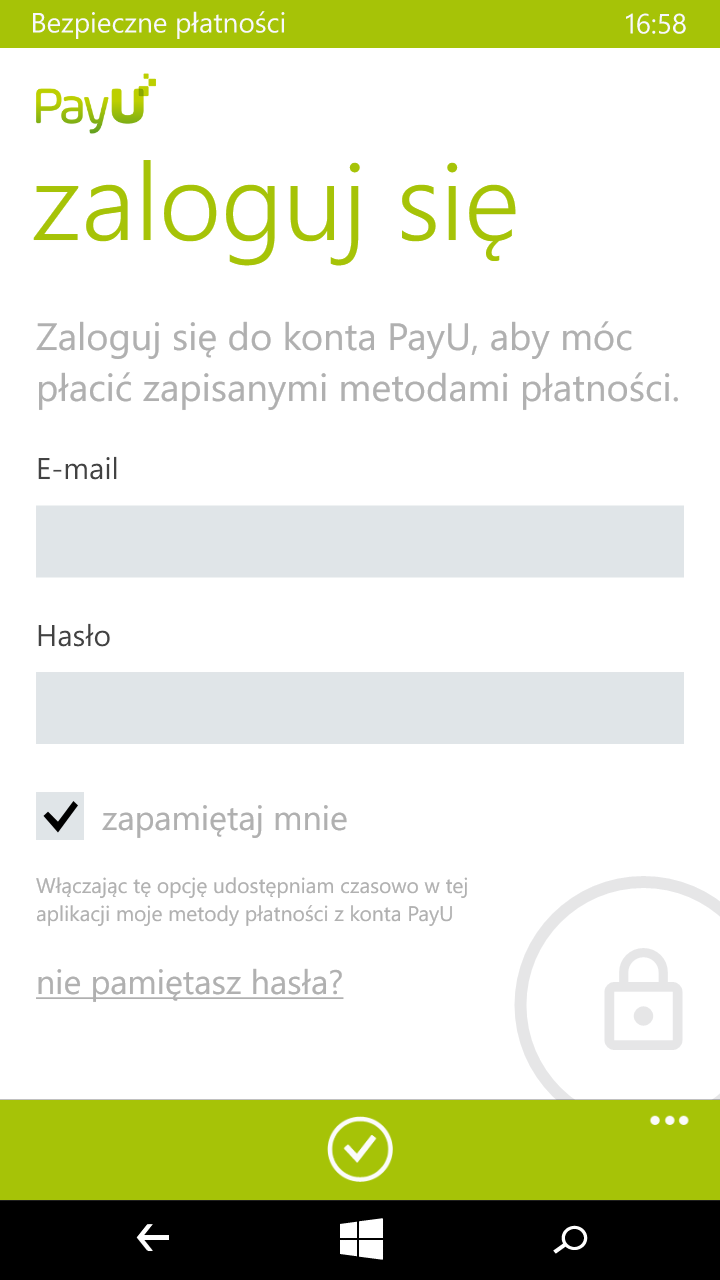 Bezpieczne płatności 16:58
PayU
zaloguj się
Zaloguj się do konta PayU, aby móc
płacić zapisanymi metodami płatności.
E-mail
Hasło
zapamiętaj mnie
Włączając tę opcję udostępniam czasowo w tej
aplikacji moje metody płatności z konta PayU
nie pamiętasz hasła?